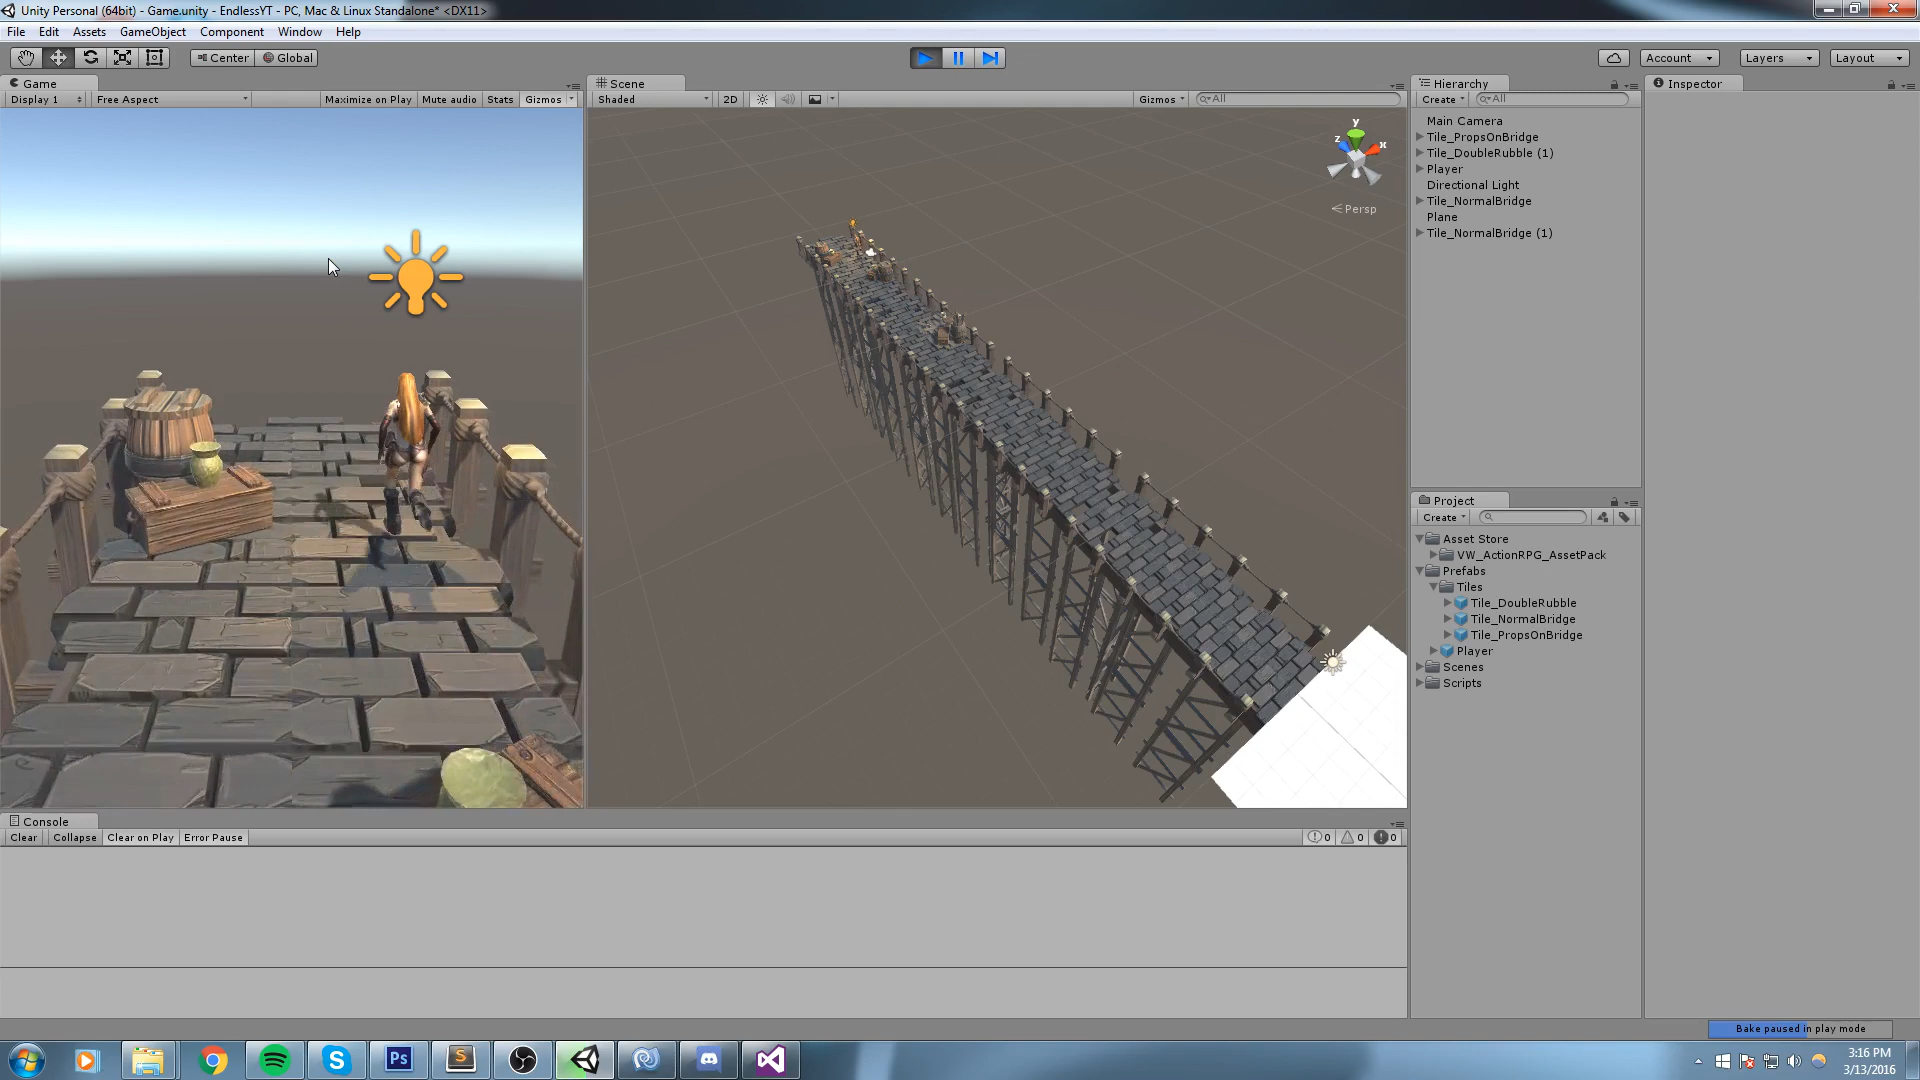 Unity Personal (64bit) - Game.unity - EndlessYT - PC, Mac & Linux Standalone* <DX11>
File Edit Assets GameObject Component Window Help
Center Global Account Layers Layout
Game
Display 1 Free Aspect Maximize on Play Mute audio Stats Gizmos
Scene
Shaded 2D Gizmos All
y
z
x
Persp
Hierarchy
Create All
Main Camera
Tile_PropsOnBridge
Tile_DoubleRubble (1)
Player
Directional Light
Tile_NormalBridge
Plane
Tile_NormalBridge (1)
Project
Create
Asset Store
VW_ActionRPG_AssetPack
Prefabs
Tiles
Tile_DoubleRubble
Tile_NormalBridge
Tile_PropsOnBridge
Player
Scenes
Scripts
Inspector
Console
Clear Collapse Clear on Play Error Pause 0 0 0
Bake paused in play mode
Ps
3:16 PM
3/13/2016